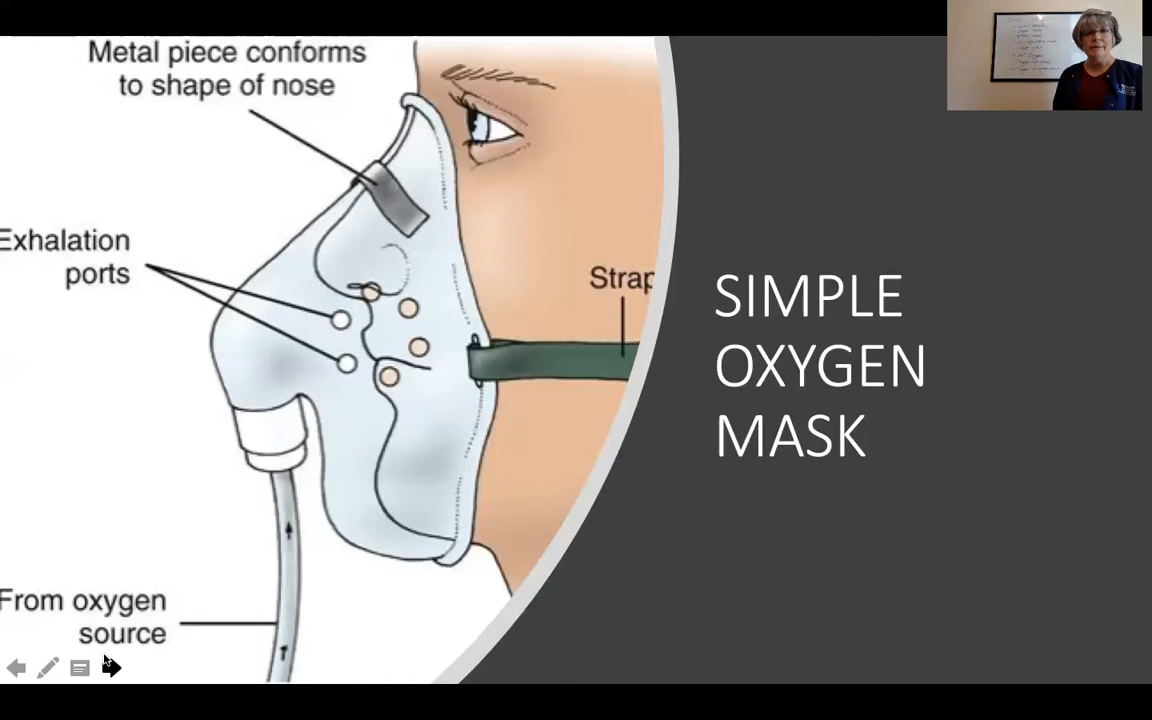 Metal piece conforms
to shape of nose
Exhalation
ports
Strap
SIMPLE
OXYGEN
MASK
From oxygen
source